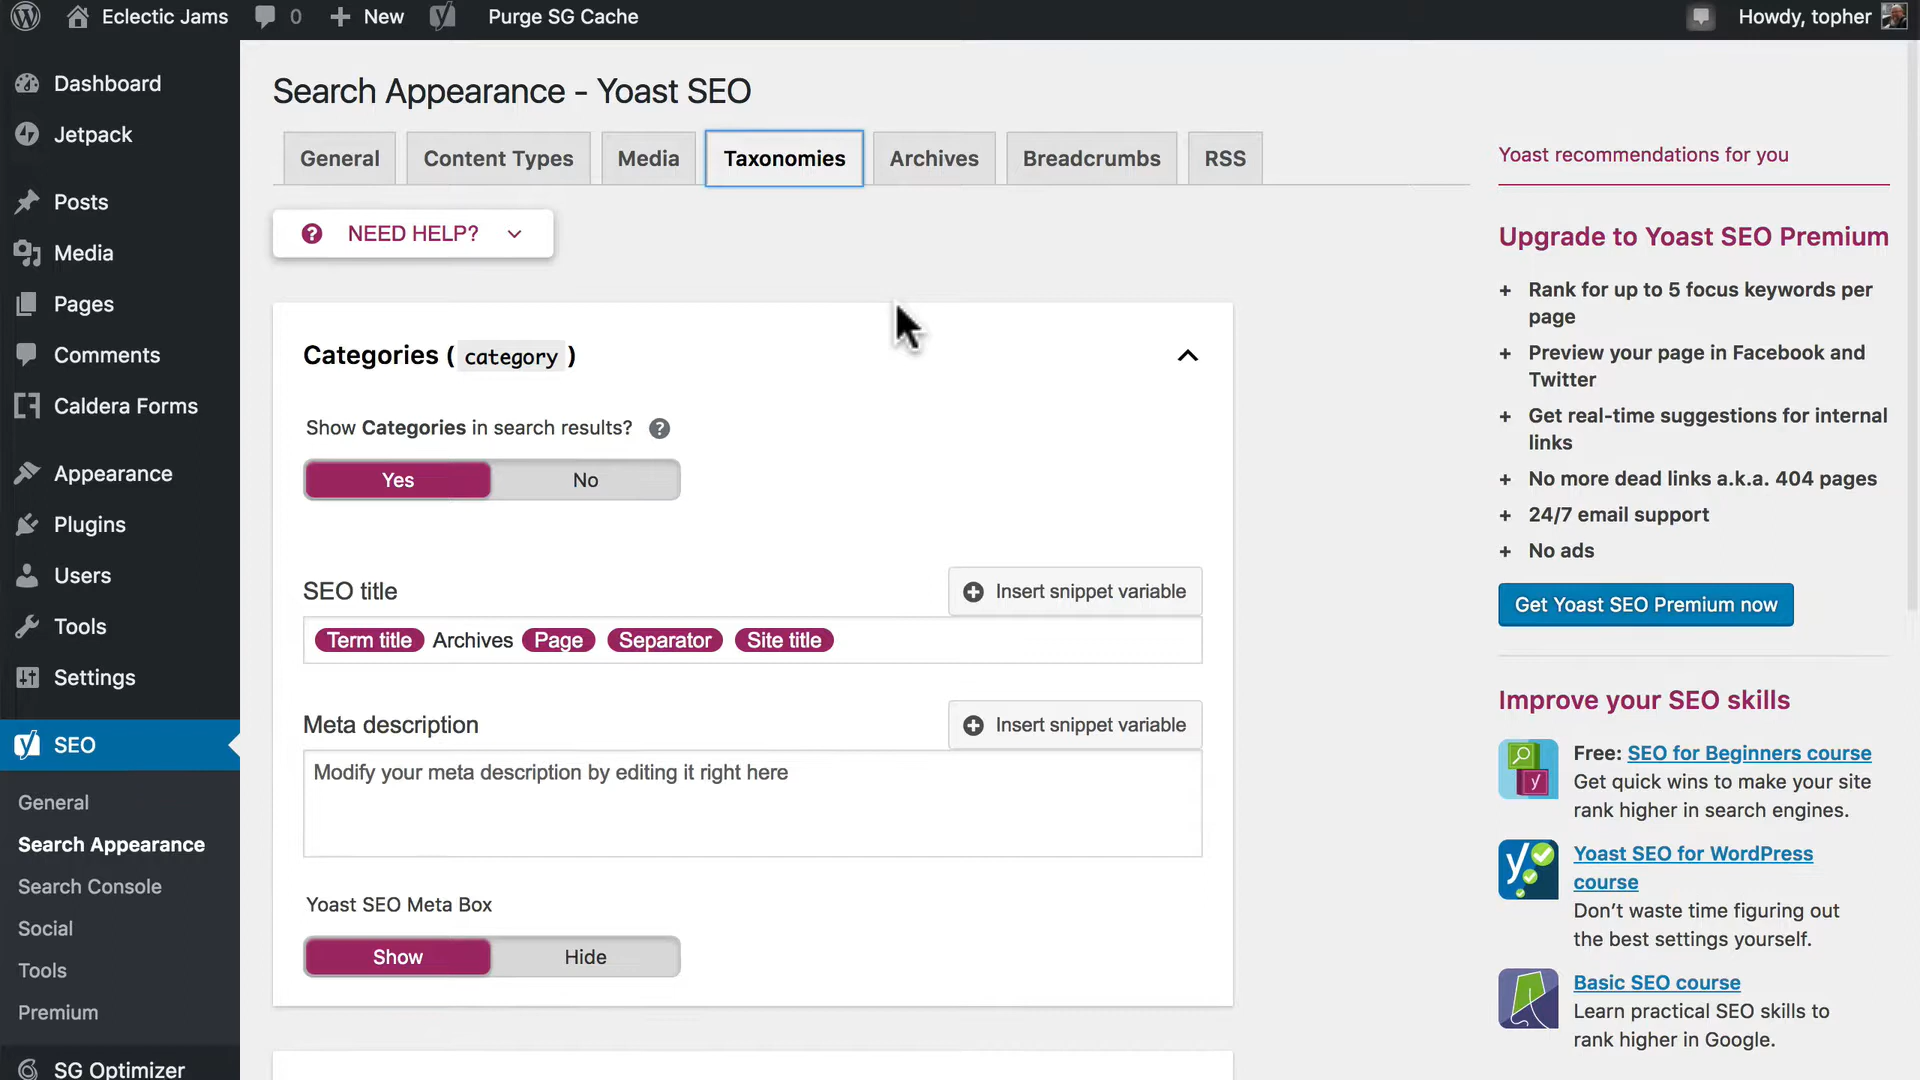 Eclectic Jams
0
New
Purge SG Cache
Howdy, topher
Dashboard
Jetpack
Posts
Media
Pages
Comments
Caldera Forms
Appearance
Plugins
Users
Tools
Settings
SEO
General
Search Appearance
Search Console
Social
Tools
Premium
SG Optimizer
Search Appearance - Yoast SEO
General
Content Types
Media
Taxonomies
Archives
Breadcrumbs
RSS
NEED HELP?
Categories ( category )
Show Categories in search results?
Yes
No
SEO title
Insert snippet variable
Term title Archives Page Separator Site title
Meta description
Insert snippet variable
Modify your meta description by editing it right here
Yoast SEO Meta Box
Show
Hide
Yoast recommendations for you
Upgrade to Yoast SEO Premium
+ Rank for up to 5 focus keywords per
page
+ Preview your page in Facebook and
Twitter
+ Get real-time suggestions for internal
links
+ No more dead links a.k.a. 404 pages
+ 24/7 email support
+ No ads
Get Yoast SEO Premium now
Improve your SEO skills
Free: SEO for Beginners course
Get quick wins to make your site
rank higher in search engines.
Yoast SEO for WordPress
course
Don’t waste time figuring out
the best settings yourself.
Basic SEO course
Learn practical SEO skills to
rank higher in Google.